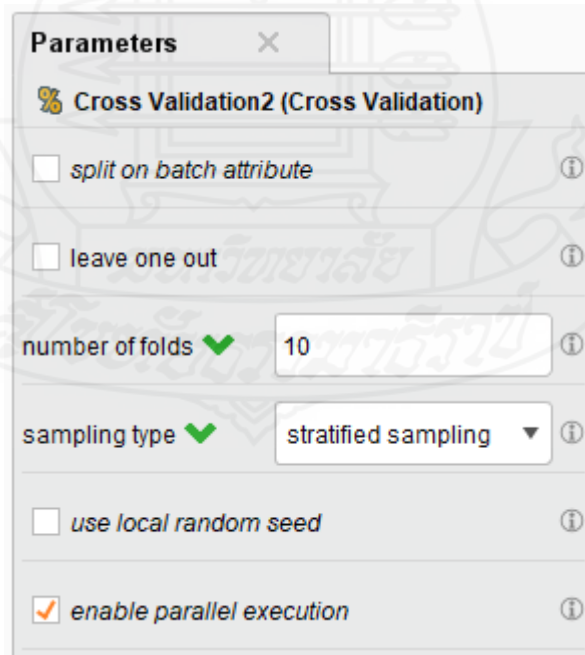 Parameters
Cross Validation2 (Cross Validation)
split on batch attribute
leave one out
number of folds 10
sampling type stratified sampling
use local random seed
enable parallel execution